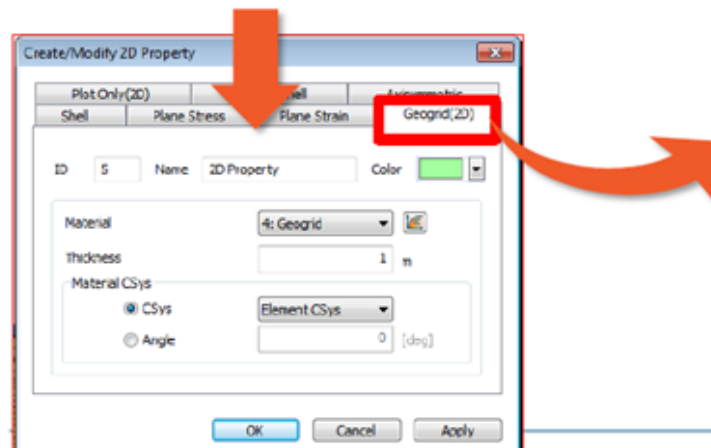 Create/Modify 2D Property
Plot Only(2D) Axisymmetric
Shell Plane Stress Plane Strain Geogrid(2D)
ID 5 Name 2D Property Color
Material 4: Geogrid
Thickness 1 m
Material CSys
CSys Element CSys
Angle 0 [deg]
OK Cancel Apply